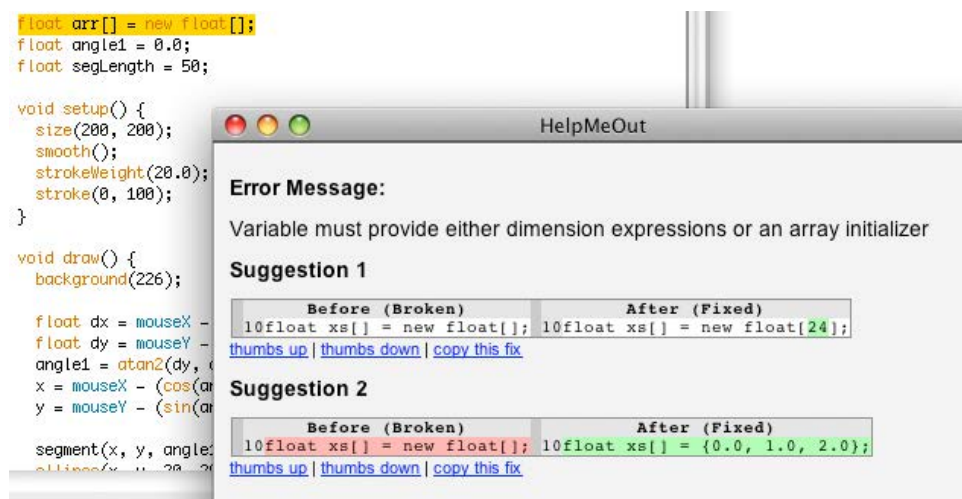 float arr[] = new float[];
float angle1 = 0.0;
float segLength = 50;
void setup() {
size(200, 200);
smooth();
strokeWeight(20.0);
stroke(0, 100);
}
void draw() {
background(226);
float dx = mouseX -
float dy = mouseY -
angle1 = atan2(dy,
x = mouseX - (cos(an
y = mouseY - (sin(an
segment(x, y, angle1
HelpMeOut
Error Message:
Variable must provide either dimension expressions or an array initializer
Suggestion 1
Before (Broken) After (Fixed)
10float xs[] = new float[]; 10float xs[] = new float[24];
thumbs up | thumbs down | copy this fix
Suggestion 2
Before (Broken) After (Fixed)
10float xs[] = new float[]; 10float xs[] = {0.0, 1.0, 2.0};
thumbs up | thumbs down | copy this fix